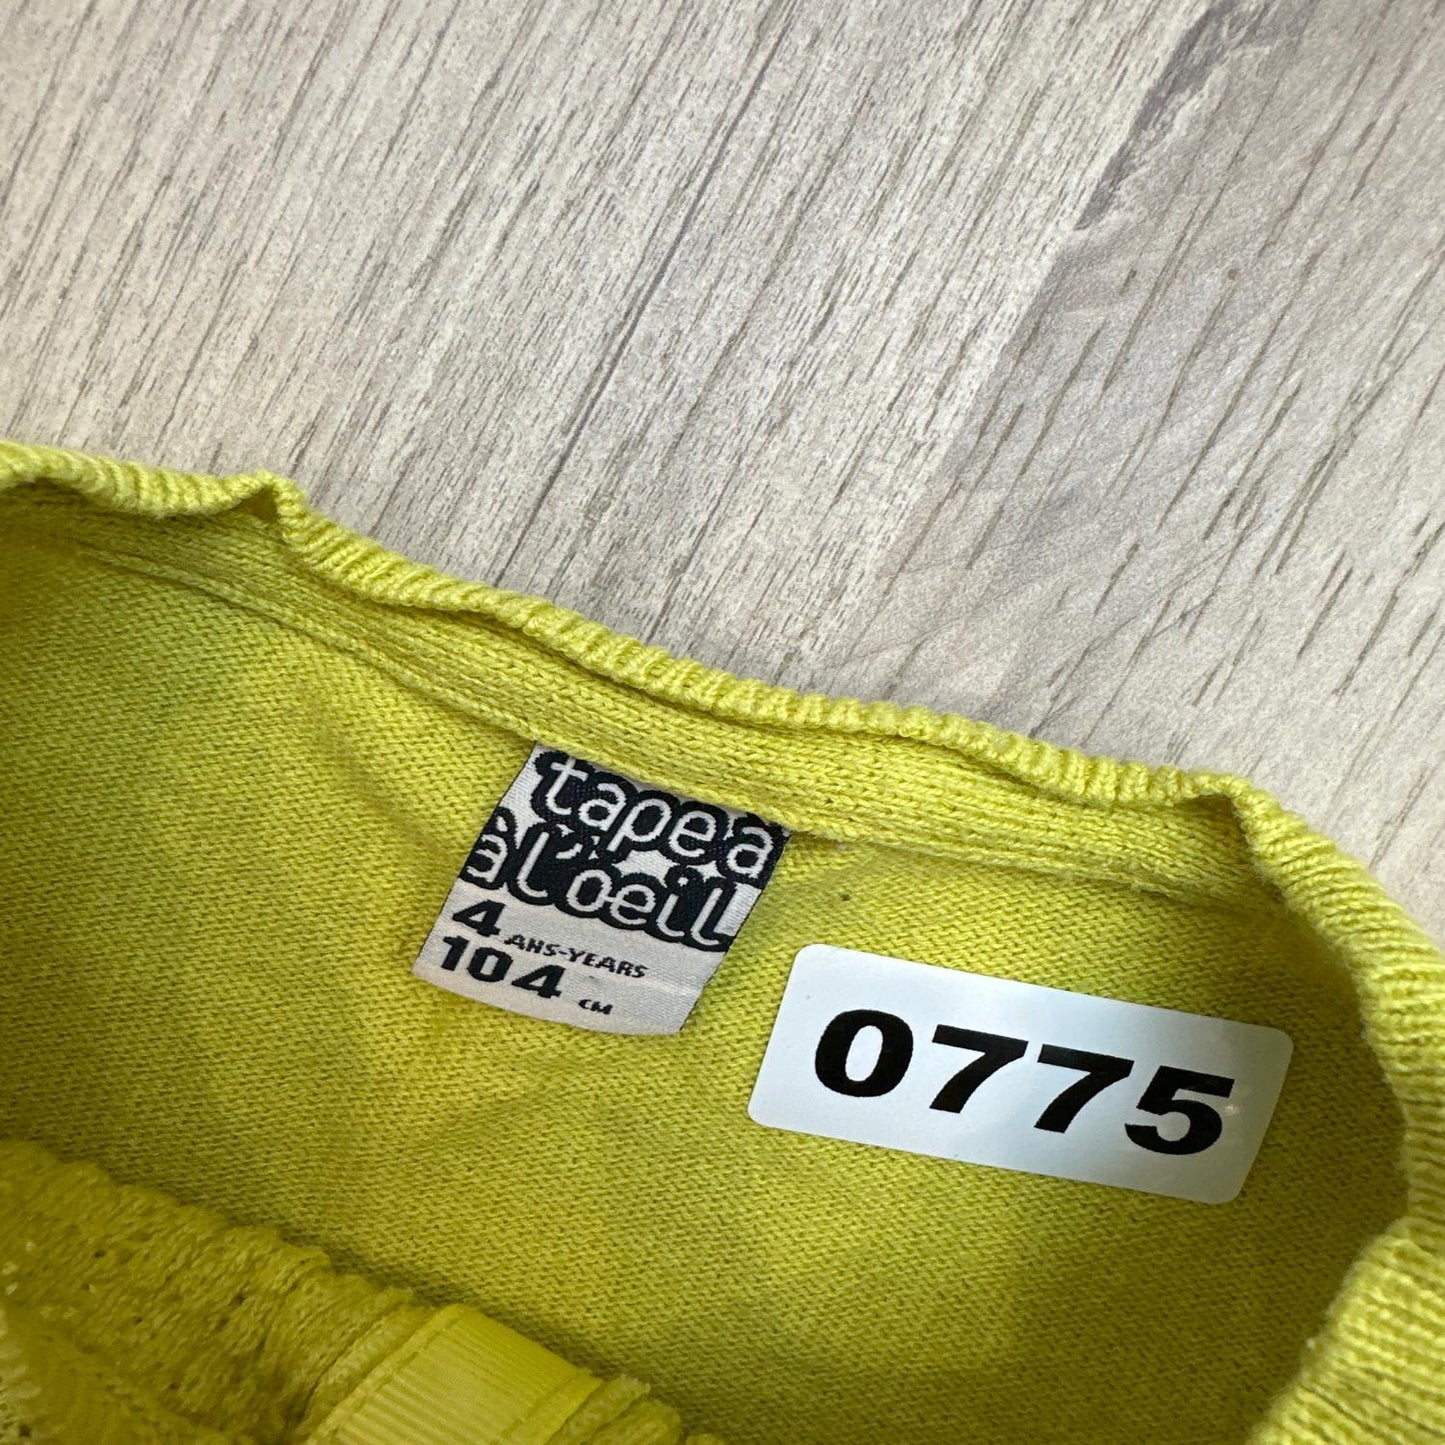 tape a
à l'oeil
4 ANS-YEARS
104 CM
0775